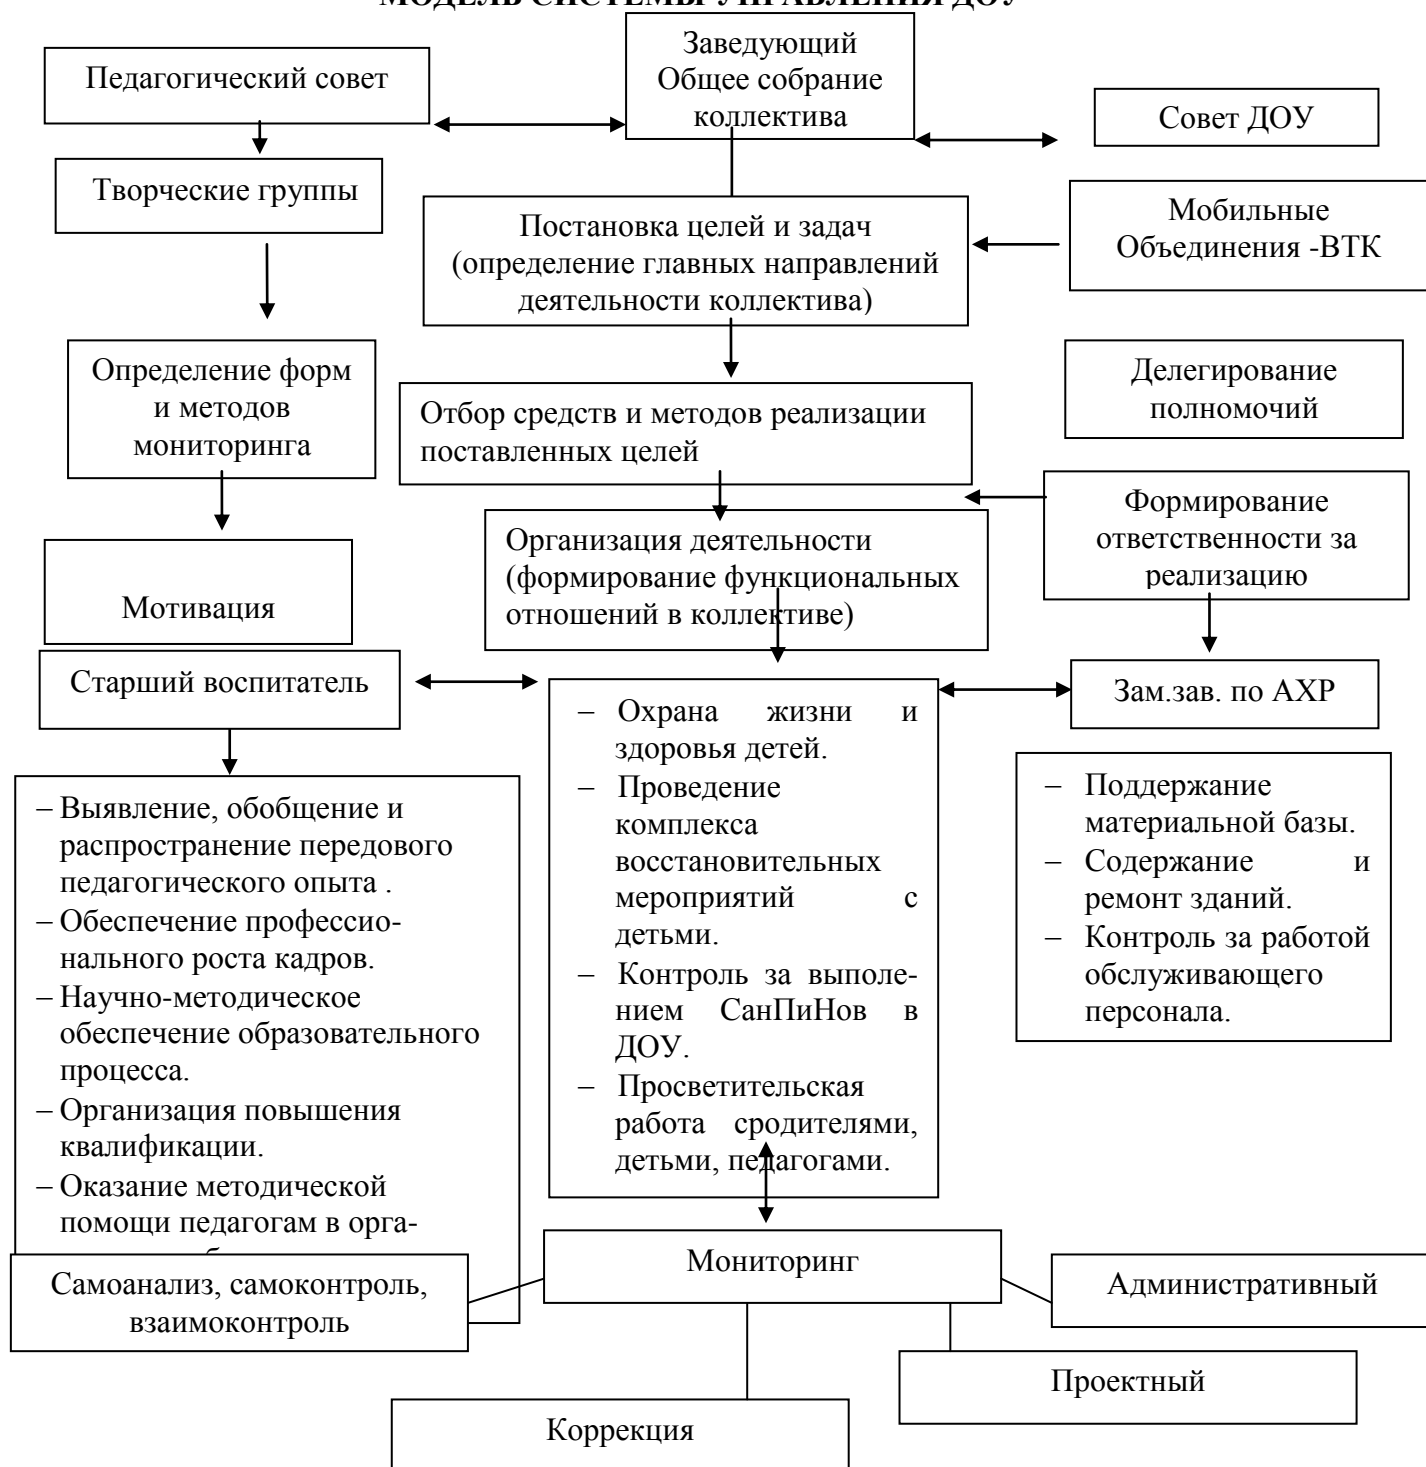 МОДЕЛЬ СИСТЕМЫ УПРАВЛЕНИЯ ДОУ
Педагогический совет
Заведующий
Общее собрание
коллектива
Совет ДОУ
Творческие группы
Постановка целей и задач
(определение главных направлений
деятельности коллектива)
Мобильные
Объединения -ВТК
Определение форм
и методов
мониторинга
Отбор средств и методов реализации
поставленных целей
Делегирование
полномочий
Мотивация
Организация деятельности
(формирование функциональных
отношений в коллективе)
Формирование
ответственности за
реализацию
Старший воспитатель
– Охрана жизни и
здоровья детей.
– Проведение
комплекса
восстановительных
мероприятий с
детьми.
– Контроль за выполе-
нием СанПиНов в
ДОУ.
– Просветительская
работа сродителями,
детьми, педагогами.
Зам.зав. по АХР
– Выявление, обобщение и
распространение передового
педагогического опыта .
– Обеспечение профессио-
нального роста кадров.
– Научно-методическое
обеспечение образовательного
процесса.
– Организация повышения
квалификации.
– Оказание методической
помощи педагогам в орга-
– Поддержание
материальной базы.
– Содержание и
ремонт зданий.
– Контроль за работой
обслуживающего
персонала.
Самоанализ, самоконтроль,
взаимоконтроль
Мониторинг
Административный
Проектный
Коррекция